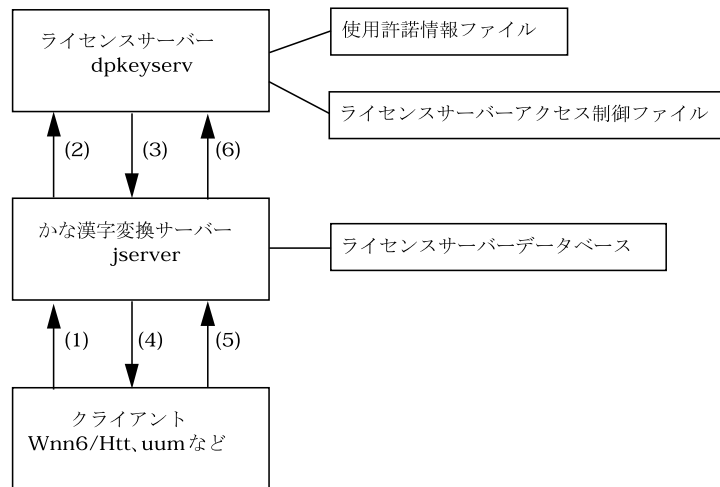 ライセンスサーバー
dpkeyserv
使用許諾情報ファイル
ライセンスサーバーアクセス制御ファイル
(2)
(3)
(6)
かな漢字変換サーバー
jserver
ライセンスサーバーデータベース
(1)
(4)
(5)
クライアント
Wnn6/Htt、uumなど